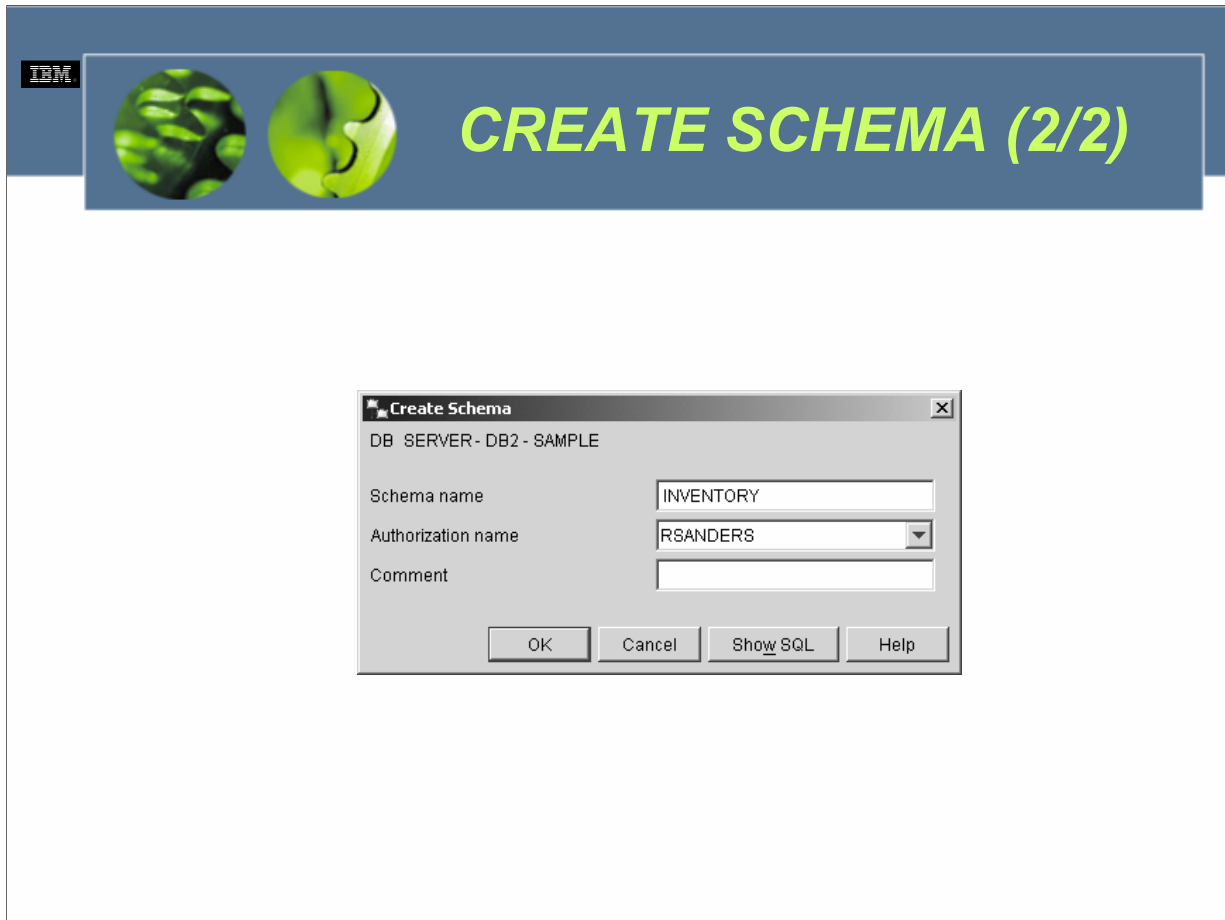 IBM.
CREATE SCHEMA (2/2)
Create Schema
DB SERVER - DB2 - SAMPLE
Schema name
INVENTORY
Authorization name
RSANDERS
Comment
OK
Cancel
Show SQL
Help